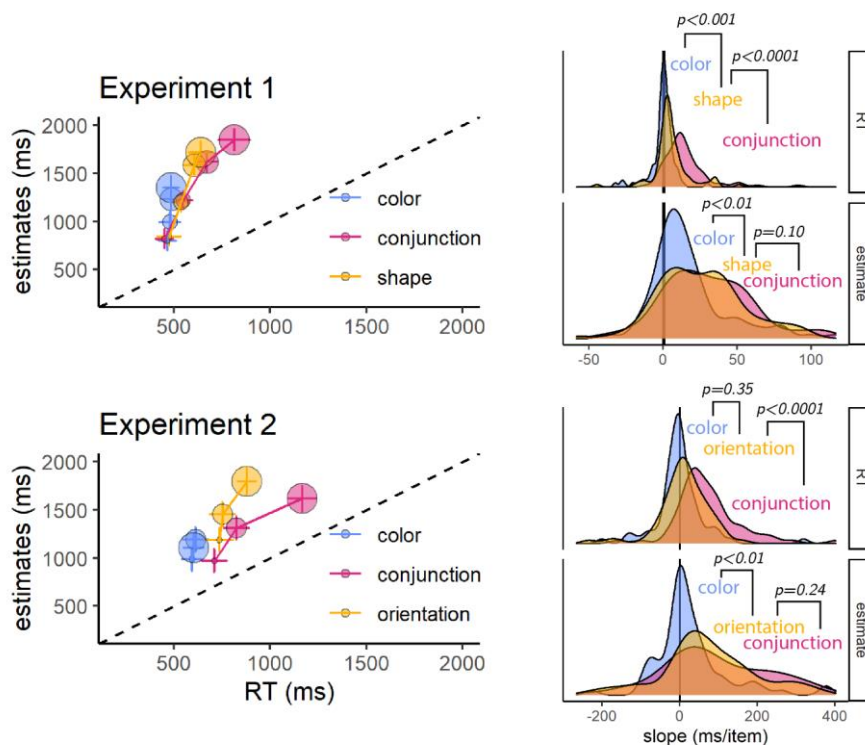 Experiment 1
estimates (ms)
2000
1500
1000
500
color
conjunction
shape
500
1000
1500
2000
p<0.001
p<0.0001
color
shape
conjunction
RT
p<0.01
p=0.10
color
shape
conjunction
estimate
-50
0
50
100
Experiment 2
estimates (ms)
2000
1500
1000
500
color
conjunction
orientation
500
1000
1500
2000
RT (ms)
p=0.35
p<0.0001
color
orientation
conjunction
RT
p<0.01
p=0.24
color
orientation
conjunction
estimate
-200
0
200
400
slope (ms/item)